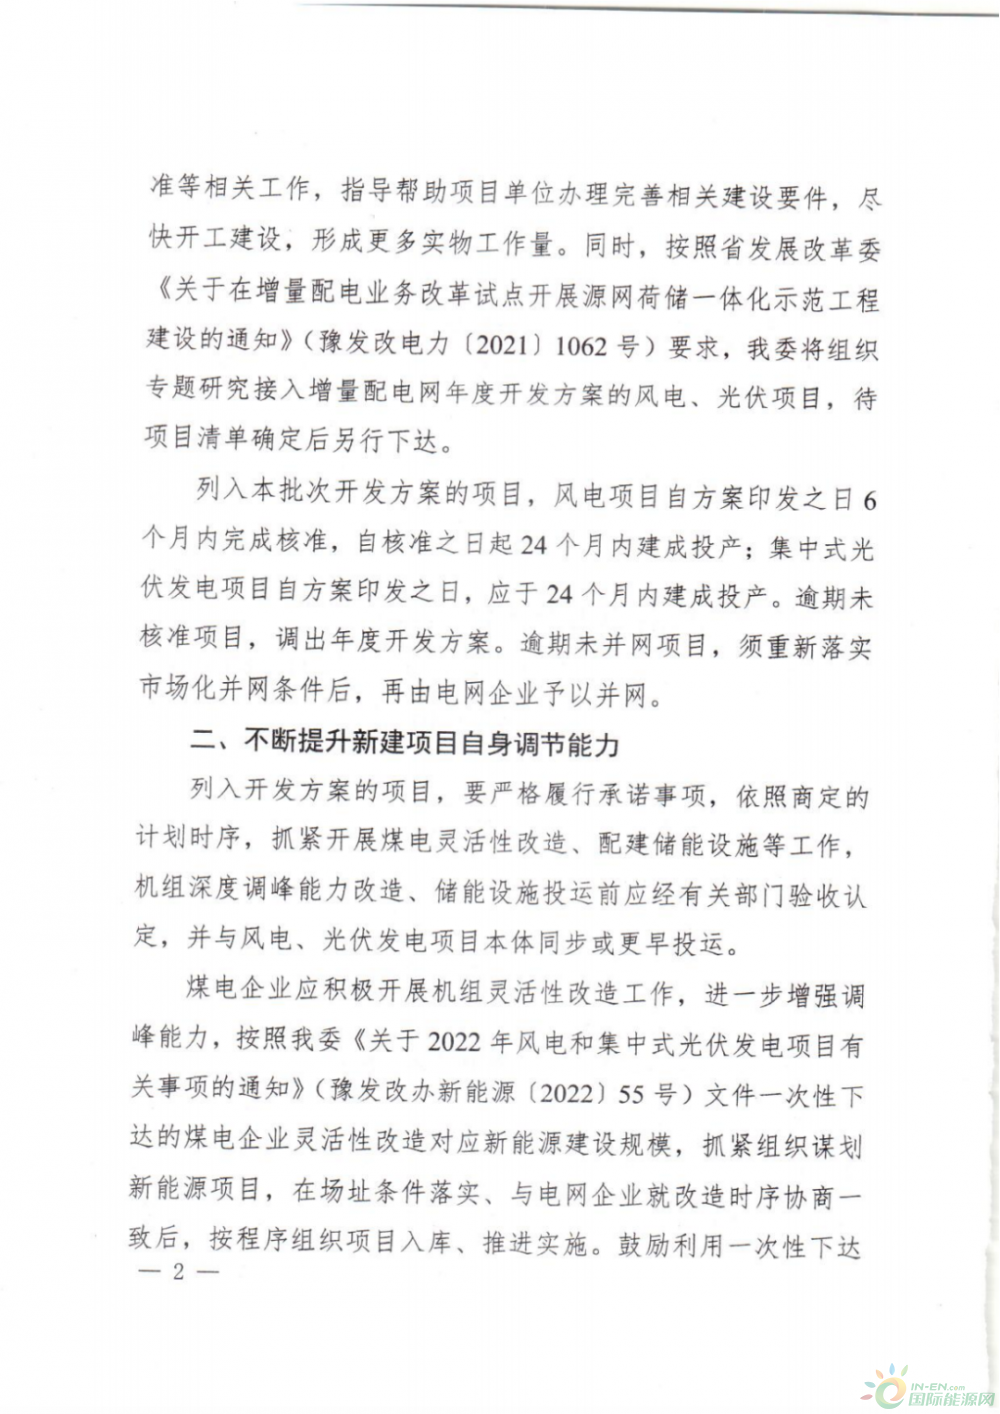 准等相关工作，指导帮助项目单位办理完善相关建设要件，尽
快开工建设，形成更多实物工作量。同时，按照省发展改革委
《关于在增量配电业务改革试点开展源网荷储一体化示范工程
建设的通知》（豫发改电力〔2021〕1062 号）要求，我委将组织
专题研究接入增量配电网年度开发方案的风电、光伏项目，待
项目清单确定后另行下达。
列入本批次开发方案的项目，风电项目自方案印发之日 6
个月内完成核准，自核准之日起 24 个月内建成投产；集中式光
伏发电项目自方案印发之日，应于 24 个月内建成投产。逾期未
核准项目，调出年度开发方案。逾期未并网项目，须重新落实
市场化并网条件后，再由电网企业予以并网。
二、不断提升新建项目自身调节能力
列入开发方案的项目，要严格履行承诺事项，依照商定的
计划时序，抓紧开展煤电灵活性改造、配建储能设施等工作，
机组深度调峰能力改造、储能设施投运前应经有关部门验收认
定，并与风电、光伏发电项目本体同步或更早投运。
煤电企业应积极开展机组灵活性改造工作，进一步增强调
峰能力，按照我委《关于 2022 年风电和集中式光伏发电项目有
关事项的通知》（豫发改办新能源〔2022〕55 号）文件一次性下
达的煤电企业灵活性改造对应新能源建设规模，抓紧组织谋划
新能源项目，在场址条件落实、与电网企业就改造时序协商一
致后，按程序组织项目入库、推进实施。鼓励利用一次性下达
— 2 —
IN-EN.com
国际能源网